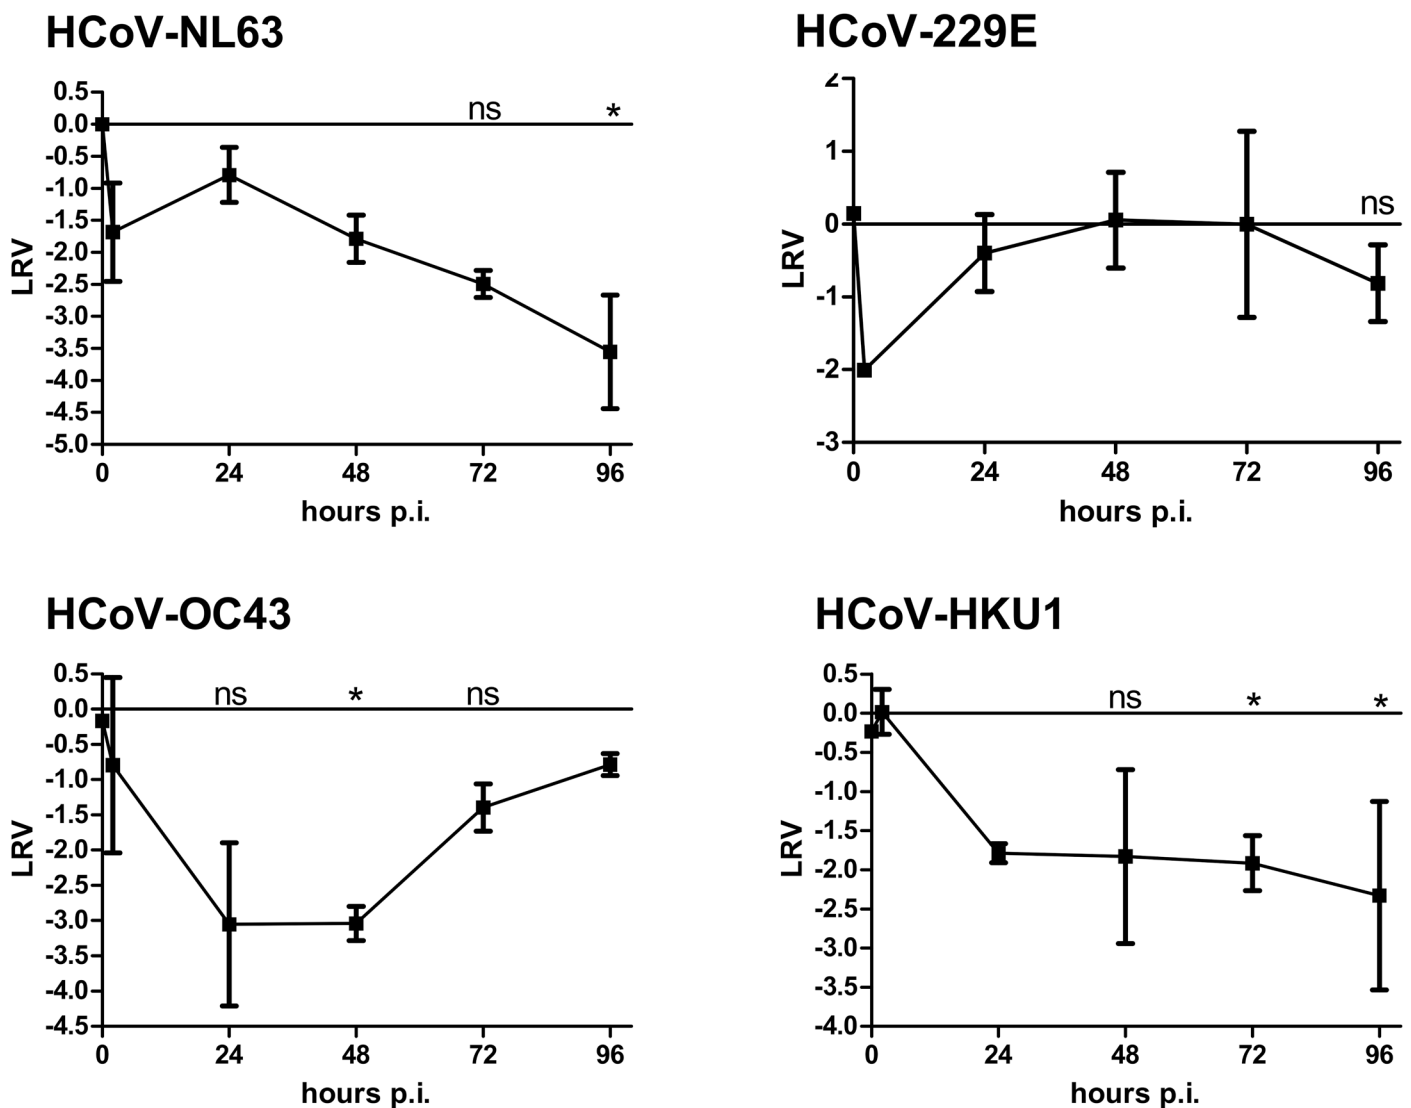 HCoV-NL63
0.5
0.0
-0.5
-1.0
-1.5
-2.0
-2.5
-3.0
-3.5
-4.0
-4.5
-5.0
LRV
ns *
0 24 48 72 96
hours p.i.
HCoV-229E
2
1
0
-1
-2
-3
LRV
ns
0 24 48 72 96
hours p.i.
HCoV-OC43
0.5
0.0
-0.5
-1.0
-1.5
-2.0
-2.5
-3.0
-3.5
-4.0
-4.5
LRV
ns * ns
0 24 48 72 96
hours p.i.
HCoV-HKU1
0.5
0.0
-0.5
-1.0
-1.5
-2.0
-2.5
-3.0
-3.5
-4.0
LRV
ns * *
0 24 48 72 96
hours p.i.